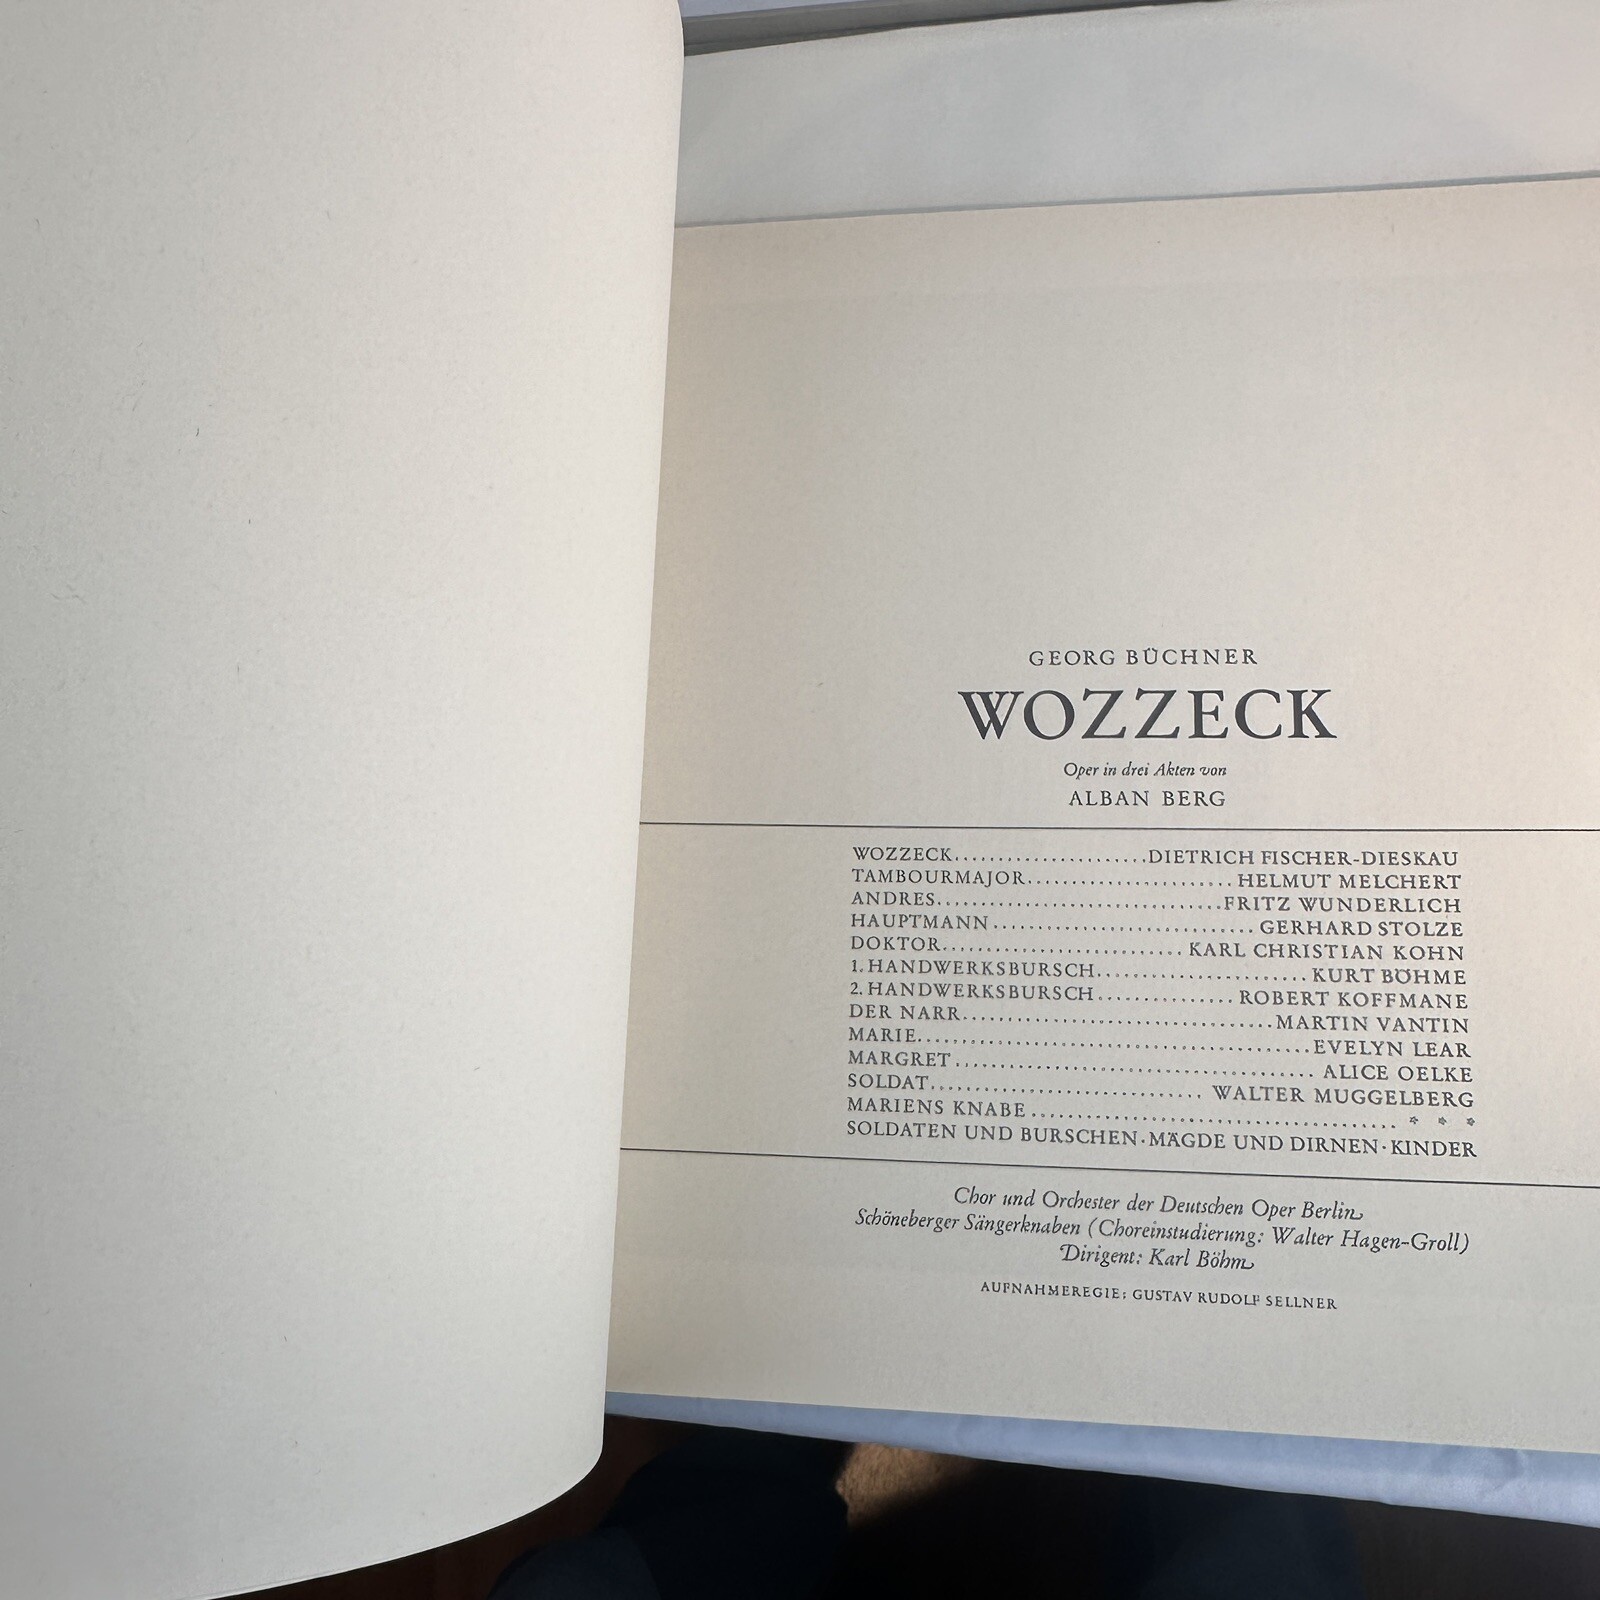 GEORG BÜCHNER
WOZZECK
Oper in drei Akten von
ALBAN BERG
WOZZECK......................DIETRICH FISCHER-DIESKAU
TAMBOURMAJOR........................HELMUT MELCHERT
ANDRES................................FRITZ WUNDERLICH
HAUPTMANN..............................GERHARD STOLZE
DOKTOR...........................KARL CHRISTIAN KOHN
1. HANDWERKSBURSCH........................KURT BÖHME
2. HANDWERKSBURSCH...............ROBERT KOFFMANE
DER NARR...................................MARTIN VANTIN
MARIE............................................EVELYN LEAR
MARGRET.........................................ALICE OELKE
SOLDAT...............................WALTER MUGGELBERG
MARIENS KNABE.......................................... * * *
SOLDATEN UND BURSCHEN · MÄGDE UND DIRNEN · KINDER
Chor und Orchester der Deutschen Oper Berlin
Schöneberger Sängerknaben (Choreinstudierung: Walter Hagen-Groll)
Dirigent: Karl Böhm
AUFNAHMEREGIE: GUSTAV RUDOLF SELLNER